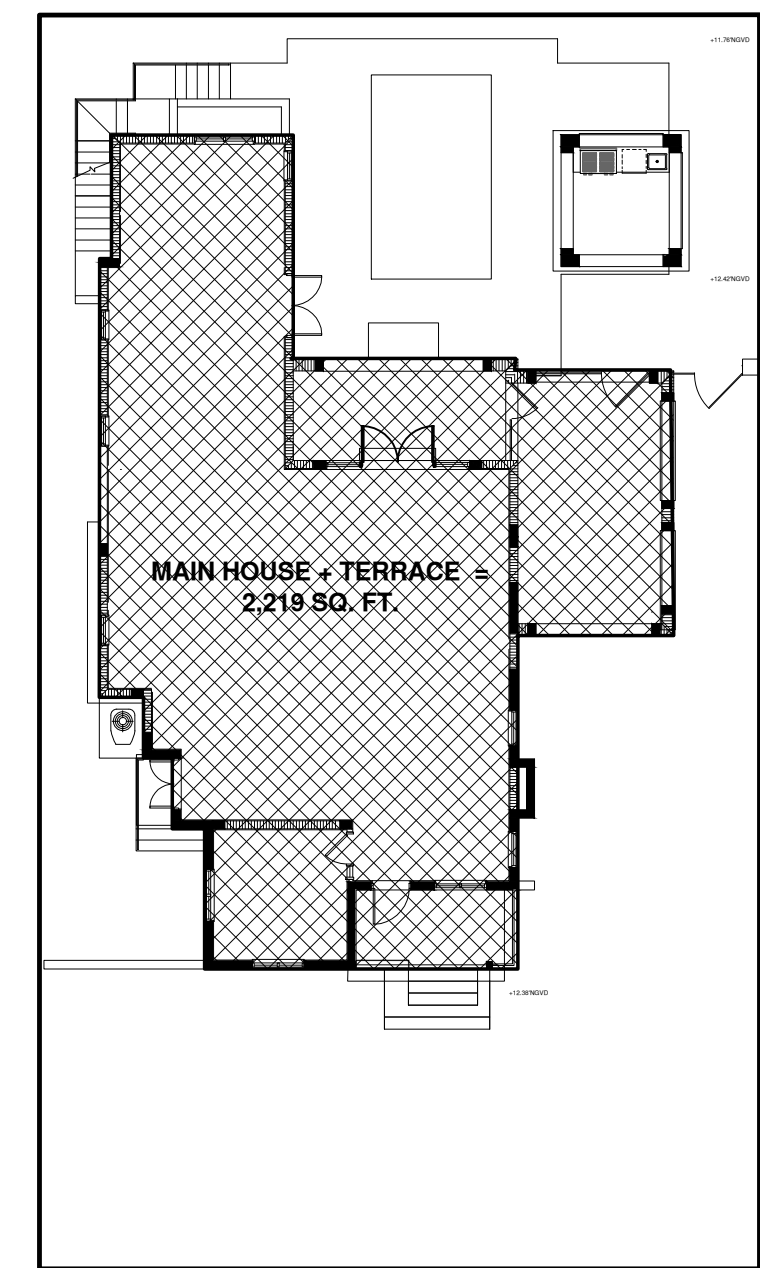 +11.76'NGVD
+12.42'NGVD
MAIN HOUSE + TERRACE =
2,219 SQ. FT.
+12.38'NGVD